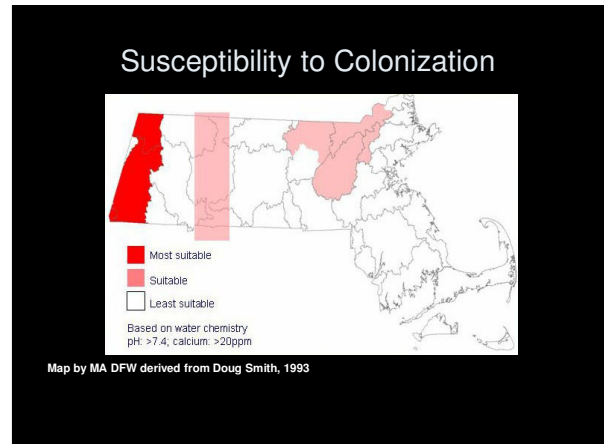 Susceptibility to Colonization
Most suitable
Suitable
Least suitable
Based on water chemistry
pH: >7.4; calcium: >20ppm
Map by MA DFW derived from Doug Smith, 1993